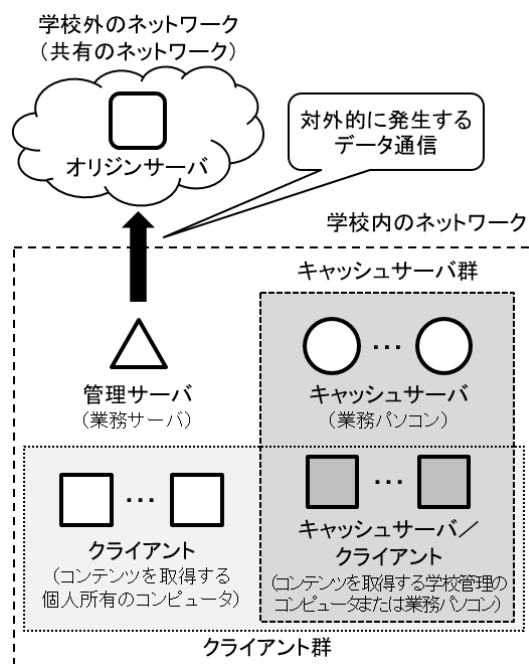 学校外のネットワーク
(共有のネットワーク)
オリジンサーバ
対外的に発生する
データ通信
学校内のネットワーク
キャッシュサーバ群
…
管理サーバ
(業務サーバ)
キャッシュサーバ
(業務パソコン)
…
…
クライアント
(コンテンツを取得する
個人所有のコンピュータ)
キャッシュサーバ/
クライアント
(コンテンツを取得する学校管理の
コンピュータまたは業務パソコン)
クライアント群